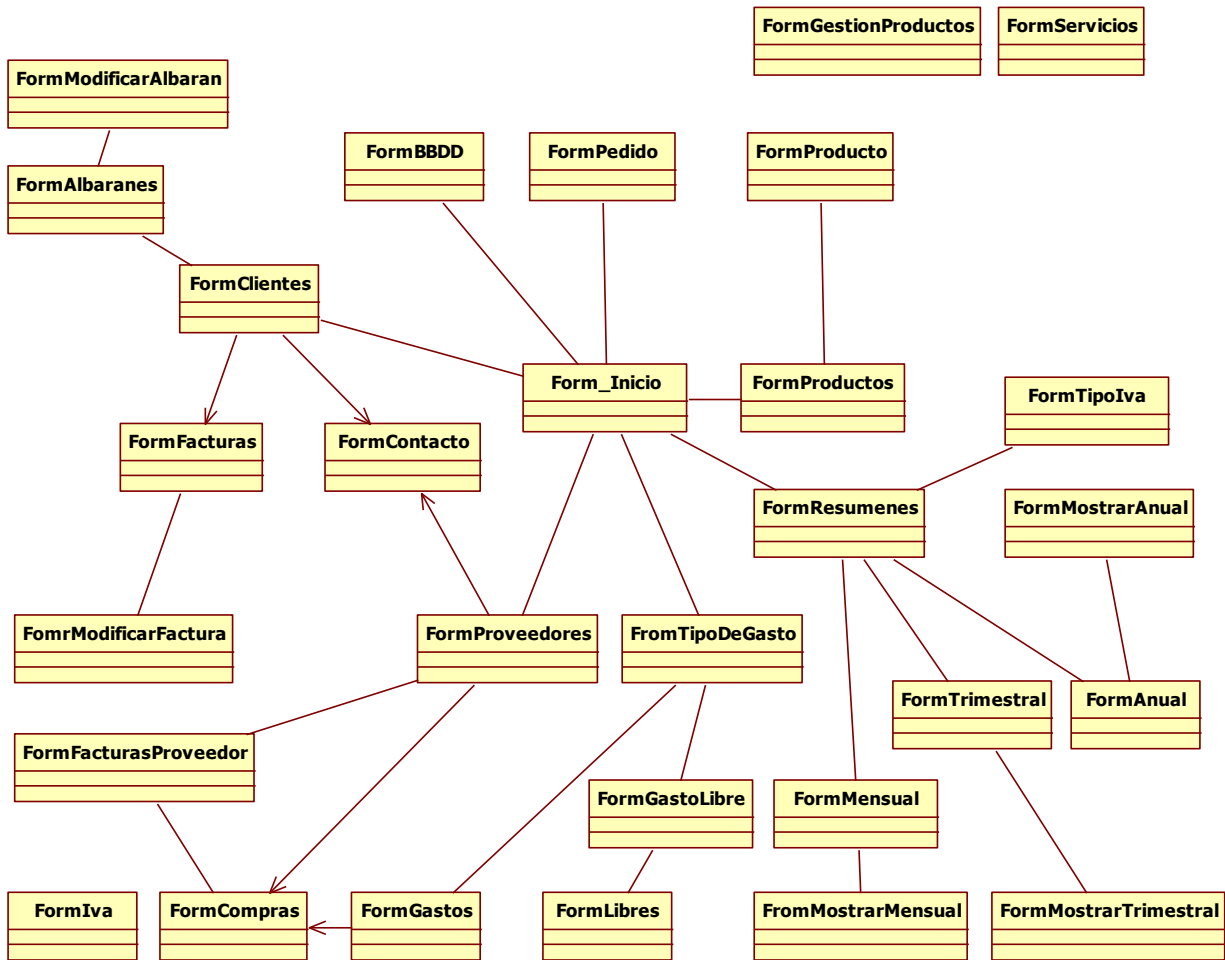 FormGestionProductos
FormServicios
FormModificarAlbaran
FormBBDD
FormPedido
FormProducto
FormAlbaranes
FormClientes
Form_Inicio
FormProductos
FormTipoIva
FormFacturas
FormContacto
FormResumenes
FormMostrarAnual
FomrModificarFactura
FormProveedores
FromTipoDeGasto
FormTrimestral
FormAnual
FormFacturasProveedor
FormGastoLibre
FormMensual
FormIva
FormCompras
FormGastos
FormLibres
FromMostrarMensual
FormMostrarTrimestral